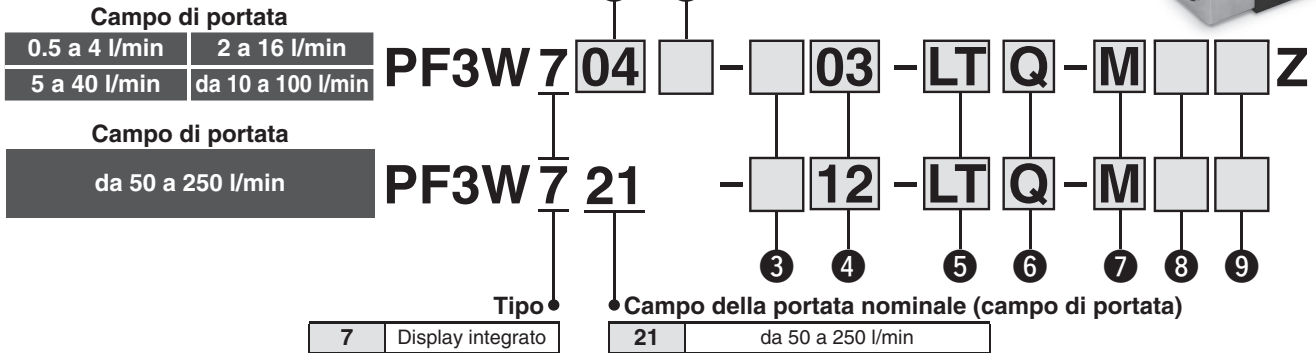 Campo di portata
0.5 a 4 l/min 2 a 16 l/min
5 a 40 l/min da 10 a 100 l/min
PF3W 7 04 - 03 - LT Q - M Z
Campo di portata
da 50 a 250 l/min
PF3W 7 21 - 12 - LT Q - M
3 4 5 6 7 8 9
Tipo Campo della portata nominale (campo di portata)
7 Display integrato 21 da 50 a 250 l/min